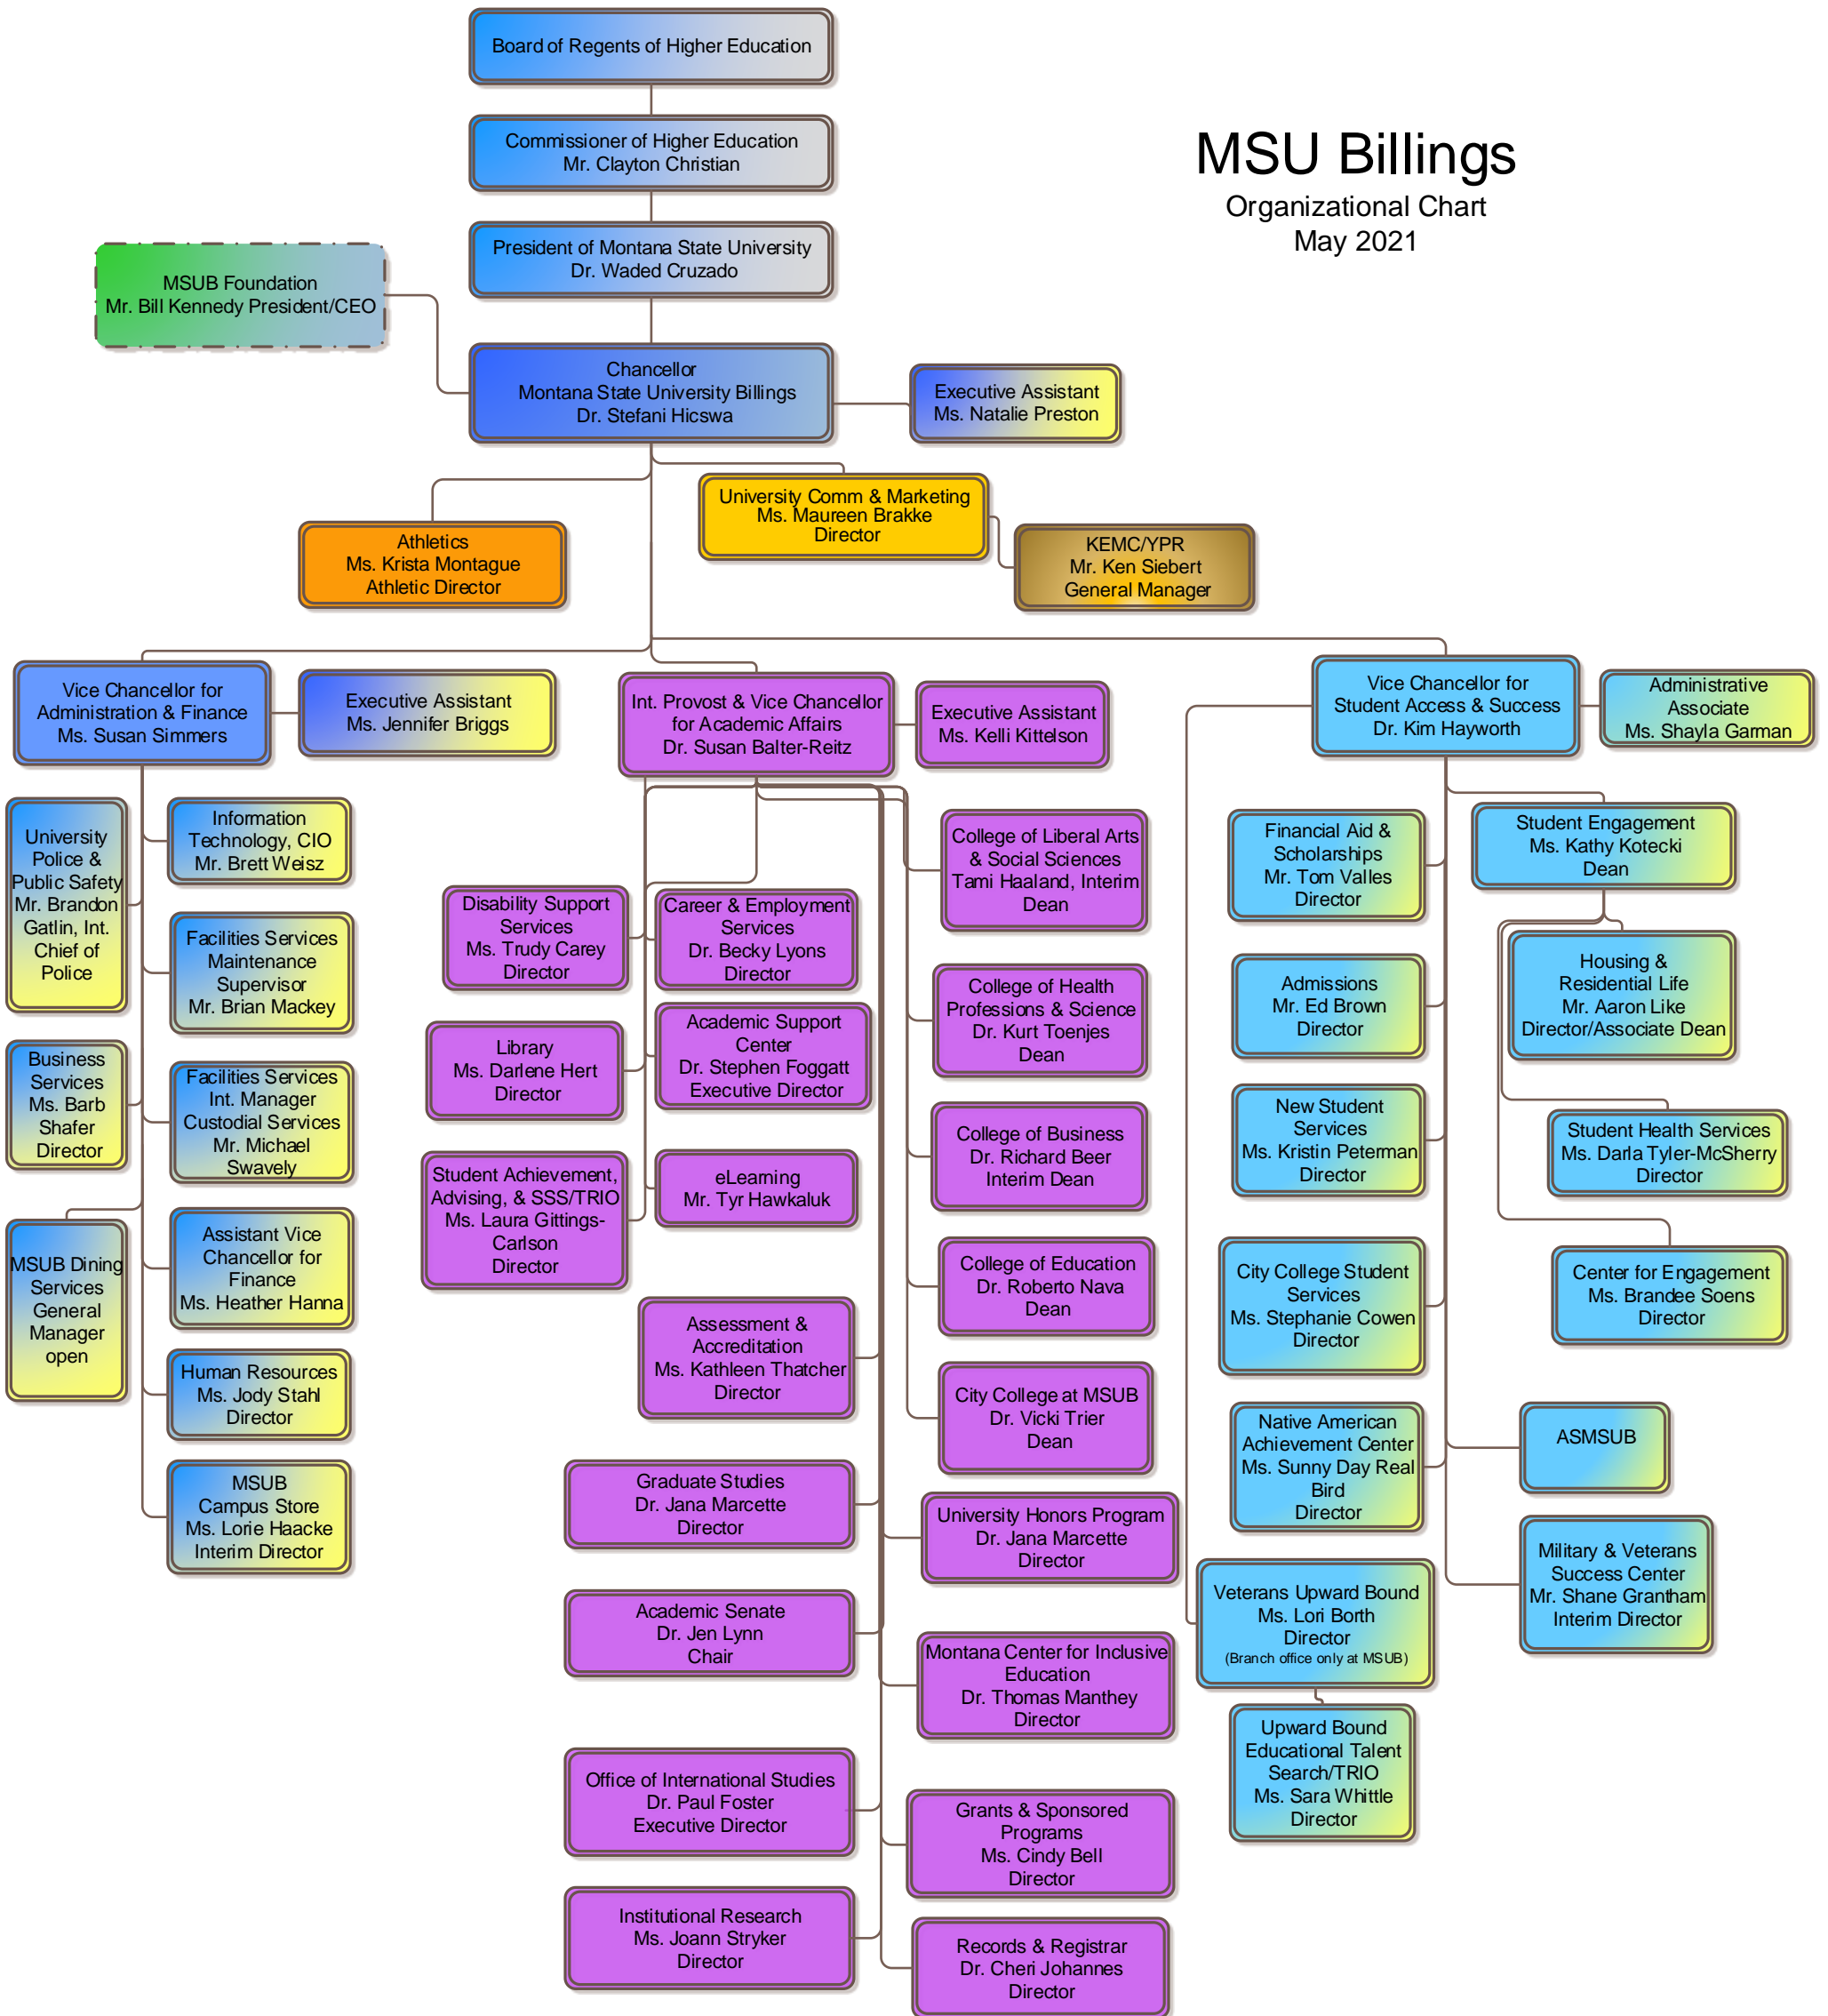 Board of Regents of Higher Education
Commissioner of Higher Education
Mr. Clayton Christian
MSU Billings
Organizational Chart
May 2021
President of Montana State University
Dr. Waded Cruzado
MSUB Foundation
Mr. Bill Kennedy President/CEO
Chancellor
Montana State University Billings
Dr. Stefani Hicswa
Executive Assistant
Ms. Natalie Preston
University Comm & Marketing
Ms. Maureen Brakke
Director
Athletics
Ms. Krista Montague
Athletic Director
KEMC/YPR
Mr. Ken Siebert
General Manager
Vice Chancellor for
Administration & Finance
Ms. Susan Simmers
Executive Assistant
Ms. Jennifer Briggs
Int. Provost & Vice Chancellor
for Academic Affairs
Dr. Susan Balter-Reitz
Executive Assistant
Ms. Kelli Kittelson
Vice Chancellor for
Student Access & Success
Dr. Kim Hayworth
Administrative
Associate
Ms. Shayla Garman
University
Police &
Public Safety
Mr. Brandon
Gatlin, Int.
Chief of
Police
Information
Technology, CIO
Mr. Brett Weisz
Facilities Services
Maintenance
Supervisor
Mr. Brian Mackey
Business
Services
Ms. Barb
Shafer
Director
Facilities Services
Int. Manager
Custodial Services
Mr. Michael
Swavely
MSUB Dining
Services
General
Manager
open
Assistant Vice
Chancellor for
Finance
Ms. Heather Hanna
Human Resources
Ms. Jody Stahl
Director
MSUB
Campus Store
Ms. Lorie Haacke
Interim Director
Disability Support
Services
Ms. Trudy Carey
Director
Career & Employment
Services
Dr. Becky Lyons
Director
Library
Ms. Darlene Hert
Director
Academic Support
Center
Dr. Stephen Foggatt
Executive Director
Student Achievement,
Advising, & SSS/TRIO
Ms. Laura Gittings-
Carlson
Director
eLearning
Mr. Tyr Hawkaluk
Assessment &
Accreditation
Ms. Kathleen Thatcher
Director
Graduate Studies
Dr. Jana Marcette
Director
Academic Senate
Dr. Jen Lynn
Chair
Office of International Studies
Dr. Paul Foster
Executive Director
Institutional Research
Ms. Joann Stryker
Director
College of Liberal Arts
& Social Sciences
Tami Haaland, Interim
Dean
College of Health
Professions & Science
Dr. Kurt Toenjes
Dean
College of Business
Dr. Richard Beer
Interim Dean
College of Education
Dr. Roberto Nava
Dean
City College at MSUB
Dr. Vicki Trier
Dean
University Honors Program
Dr. Jana Marcette
Director
Montana Center for Inclusive
Education
Dr. Thomas Manthey
Director
Grants & Sponsored
Programs
Ms. Cindy Bell
Director
Records & Registrar
Dr. Cheri Johannes
Director
Financial Aid &
Scholarships
Mr. Tom Valles
Director
Admissions
Mr. Ed Brown
Director
New Student
Services
Ms. Kristin Peterman
Director
City College Student
Services
Ms. Stephanie Cowen
Director
Native American
Achievement Center
Ms. Sunny Day Real
Bird
Director
Veterans Upward Bound
Ms. Lori Borth
Director
(Branch office only at MSUB)
Upward Bound
Educational Talent
Search/TRIO
Ms. Sara Whittle
Director
Student Engagement
Ms. Kathy Kotecki
Dean
Housing &
Residential Life
Mr. Aaron Like
Director/Associate Dean
Student Health Services
Ms. Darla Tyler-McSherry
Director
Center for Engagement
Ms. Brandee Soens
Director
ASMSUB
Military & Veterans
Success Center
Mr. Shane Grantham
Interim Director